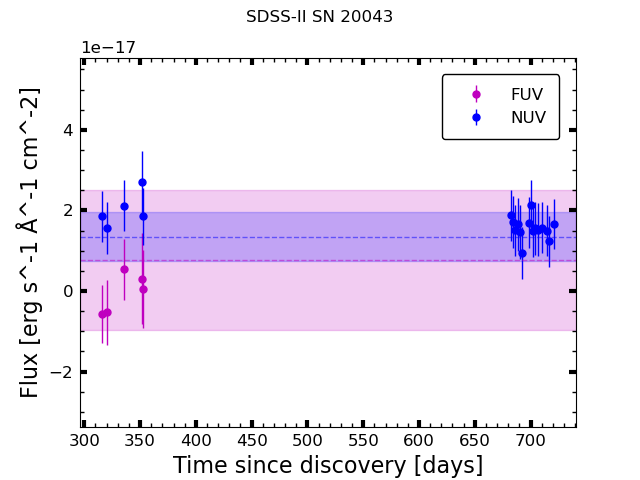 SDSS-II SN 20043
1e−17
FUV
NUV
4
2
0
−2
Flux [erg s^-1 Å^-1 cm^-2]
300 350 400 450 500 550 600 650 700
Time since discovery [days]